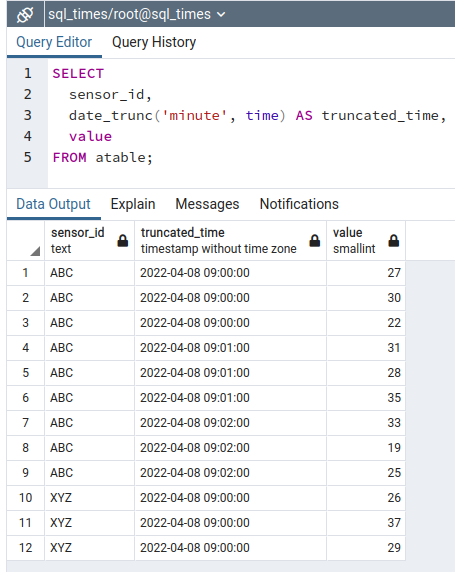 sql_times/root@sql_times
Query Editor Query History
1 SELECT
2 sensor_id,
3 date_trunc('minute', time) AS truncated_time,
4 value
5 FROM atable;
Data Output Explain Messages Notifications
sensor_id truncated_time value
text timestamp without time zone smallint
1 ABC 2022-04-08 09:00:00 27
2 ABC 2022-04-08 09:00:00 30
3 ABC 2022-04-08 09:00:00 22
4 ABC 2022-04-08 09:01:00 31
5 ABC 2022-04-08 09:01:00 28
6 ABC 2022-04-08 09:01:00 35
7 ABC 2022-04-08 09:02:00 33
8 ABC 2022-04-08 09:02:00 19
9 ABC 2022-04-08 09:02:00 25
10 XYZ 2022-04-08 09:00:00 26
11 XYZ 2022-04-08 09:00:00 37
12 XYZ 2022-04-08 09:00:00 29